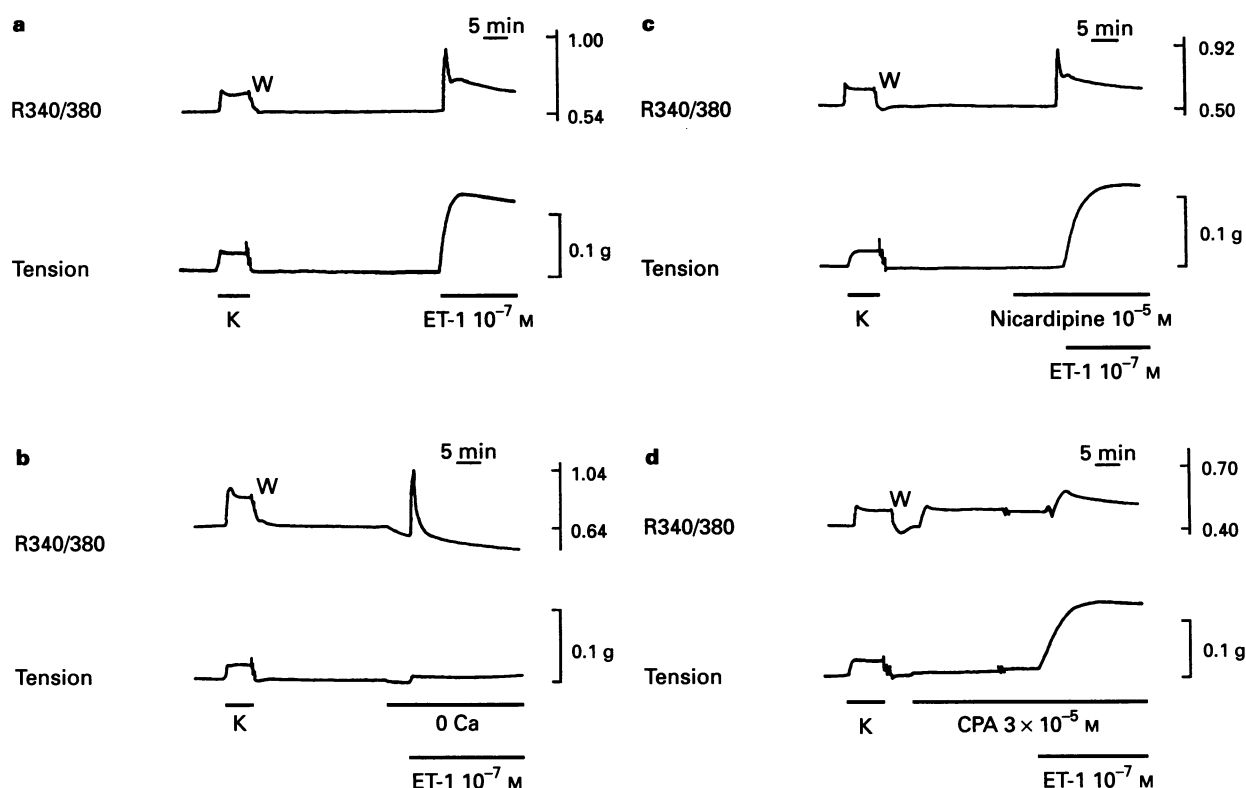 a
5 min
1.00
R340/380
W
0.54
Tension
0.1 g
K
ET-1 10⁻⁷ M
c
5 min
0.92
R340/380
W
0.50
Tension
0.1 g
K
Nicardipine 10⁻⁵ M
ET-1 10⁻⁷ M
b
5 min
1.04
W
0.64
R340/380
Tension
0.1 g
K
0 Ca
ET-1 10⁻⁷ M
d
5 min
0.70
W
R340/380
0.40
Tension
0.1 g
K
CPA 3 × 10⁻⁵ M
ET-1 10⁻⁷ M